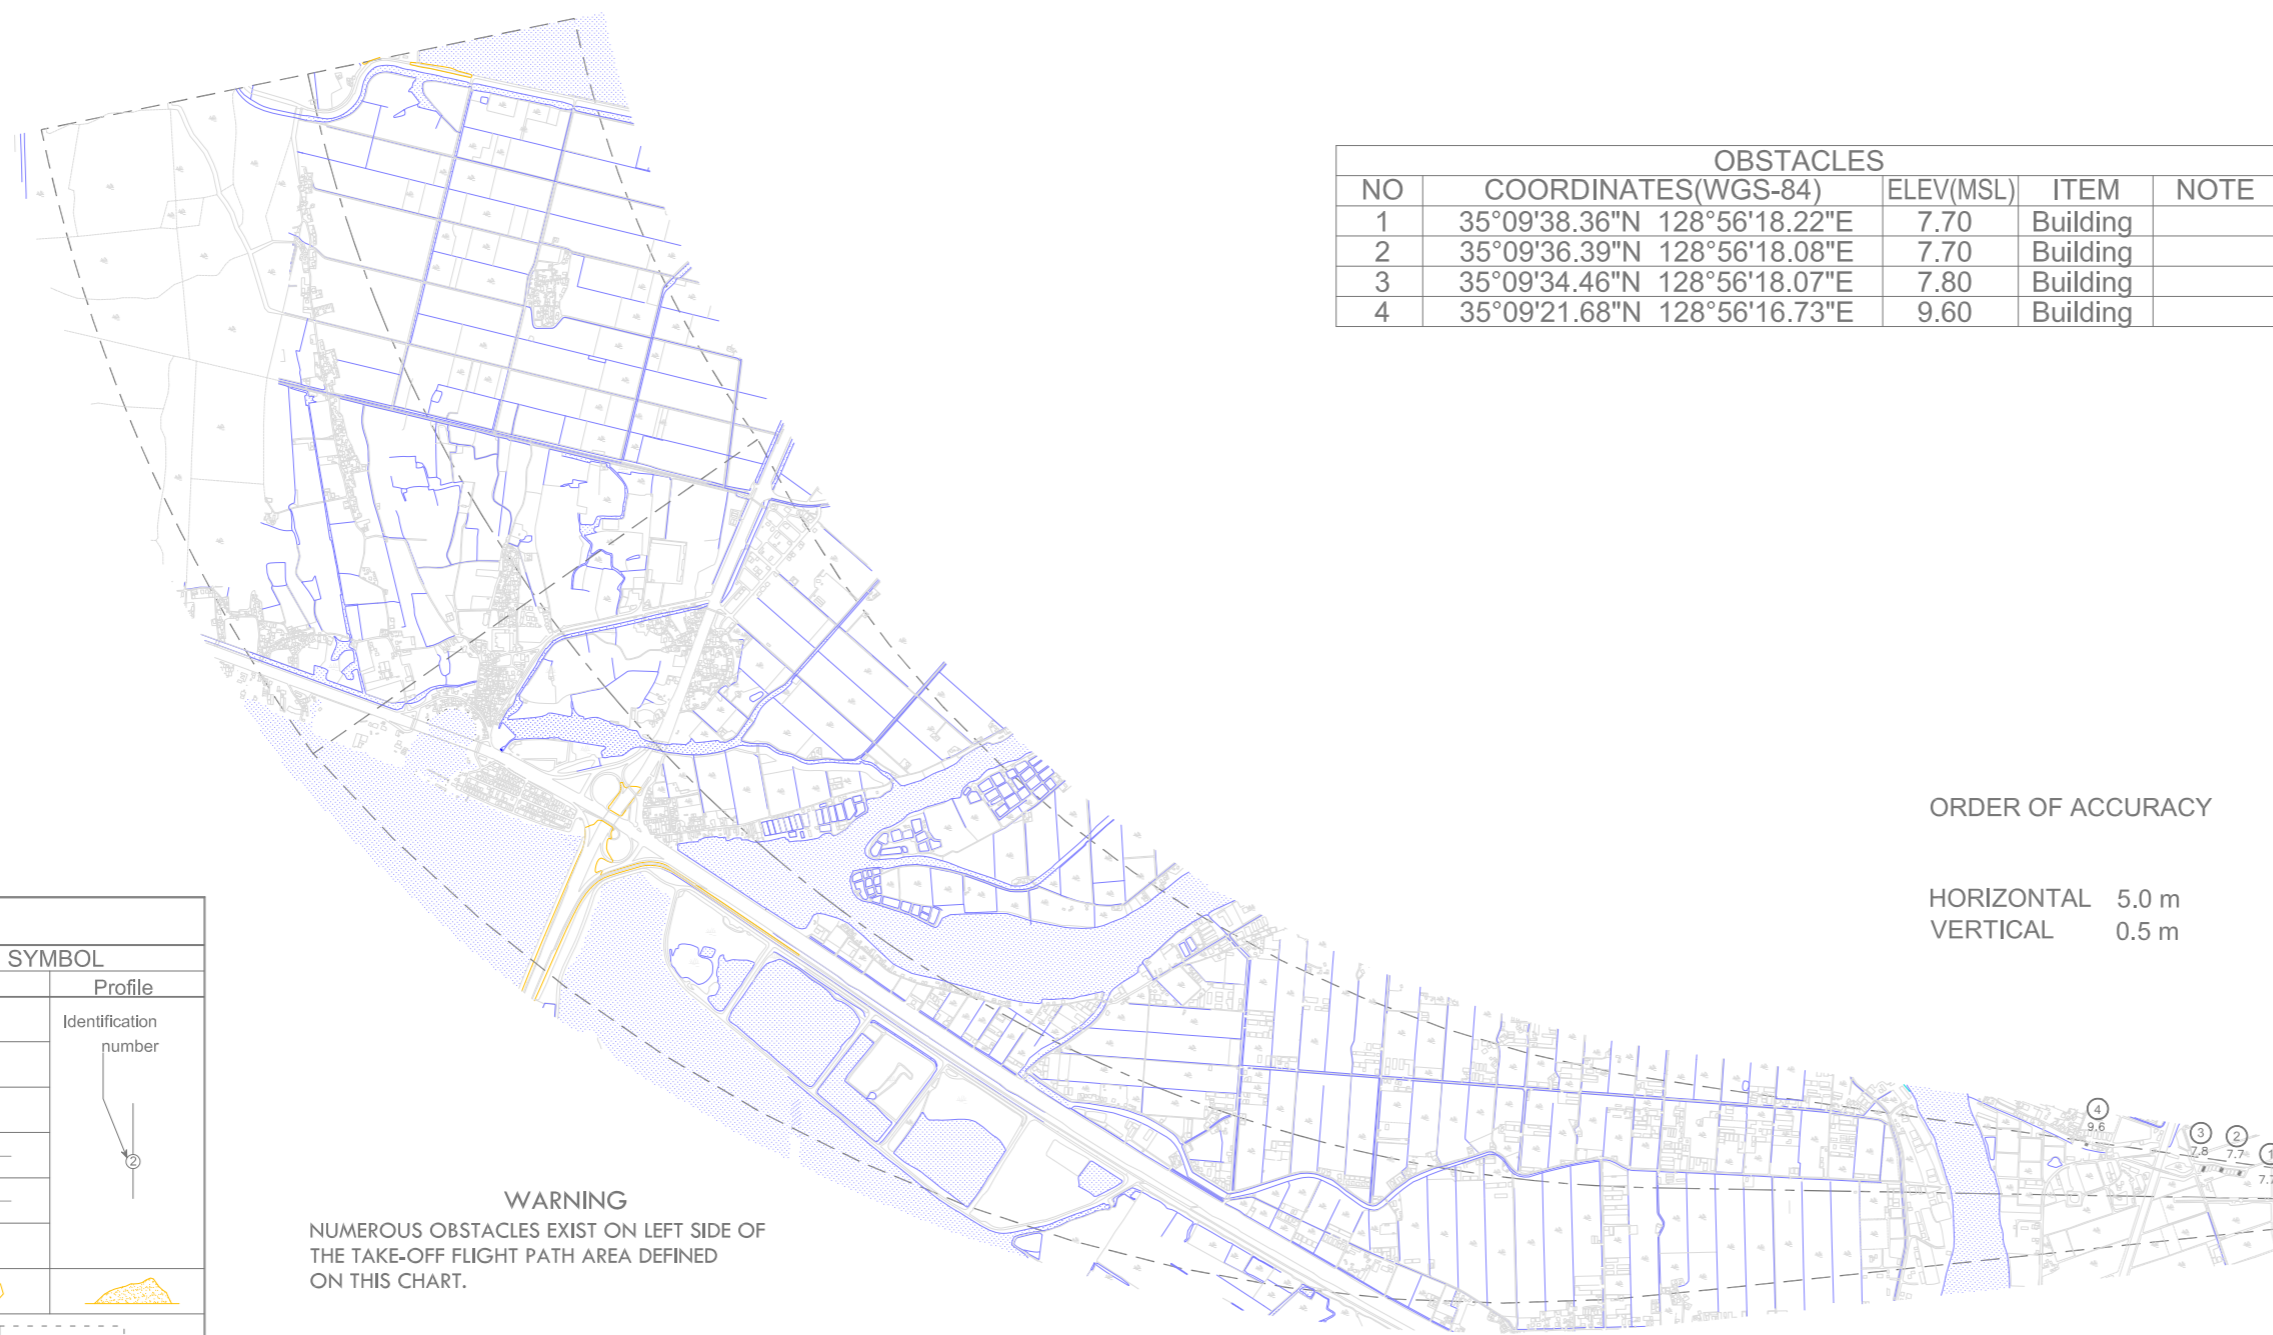 OBSTACLES
NO COORDINATES(WGS-84) ELEV(MSL) ITEM NOTE
1 35°09'38.36"N 128°56'18.22"E 7.70 Building
2 35°09'36.39"N 128°56'18.08"E 7.70 Building
3 35°09'34.46"N 128°56'18.07"E 7.80 Building
4 35°09'21.68"N 128°56'16.73"E 9.60 Building
ORDER OF ACCURACY
HORIZONTAL 5.0 m
VERTICAL 0.5 m
SYMBOL
Profile
Identification
number
2
WARNING
NUMEROUS OBSTACLES EXIST ON LEFT SIDE OF
THE TAKE-OFF FLIGHT PATH AREA DEFINED
ON THIS CHART.
4
9.6
3
7.8
2
7.7
1